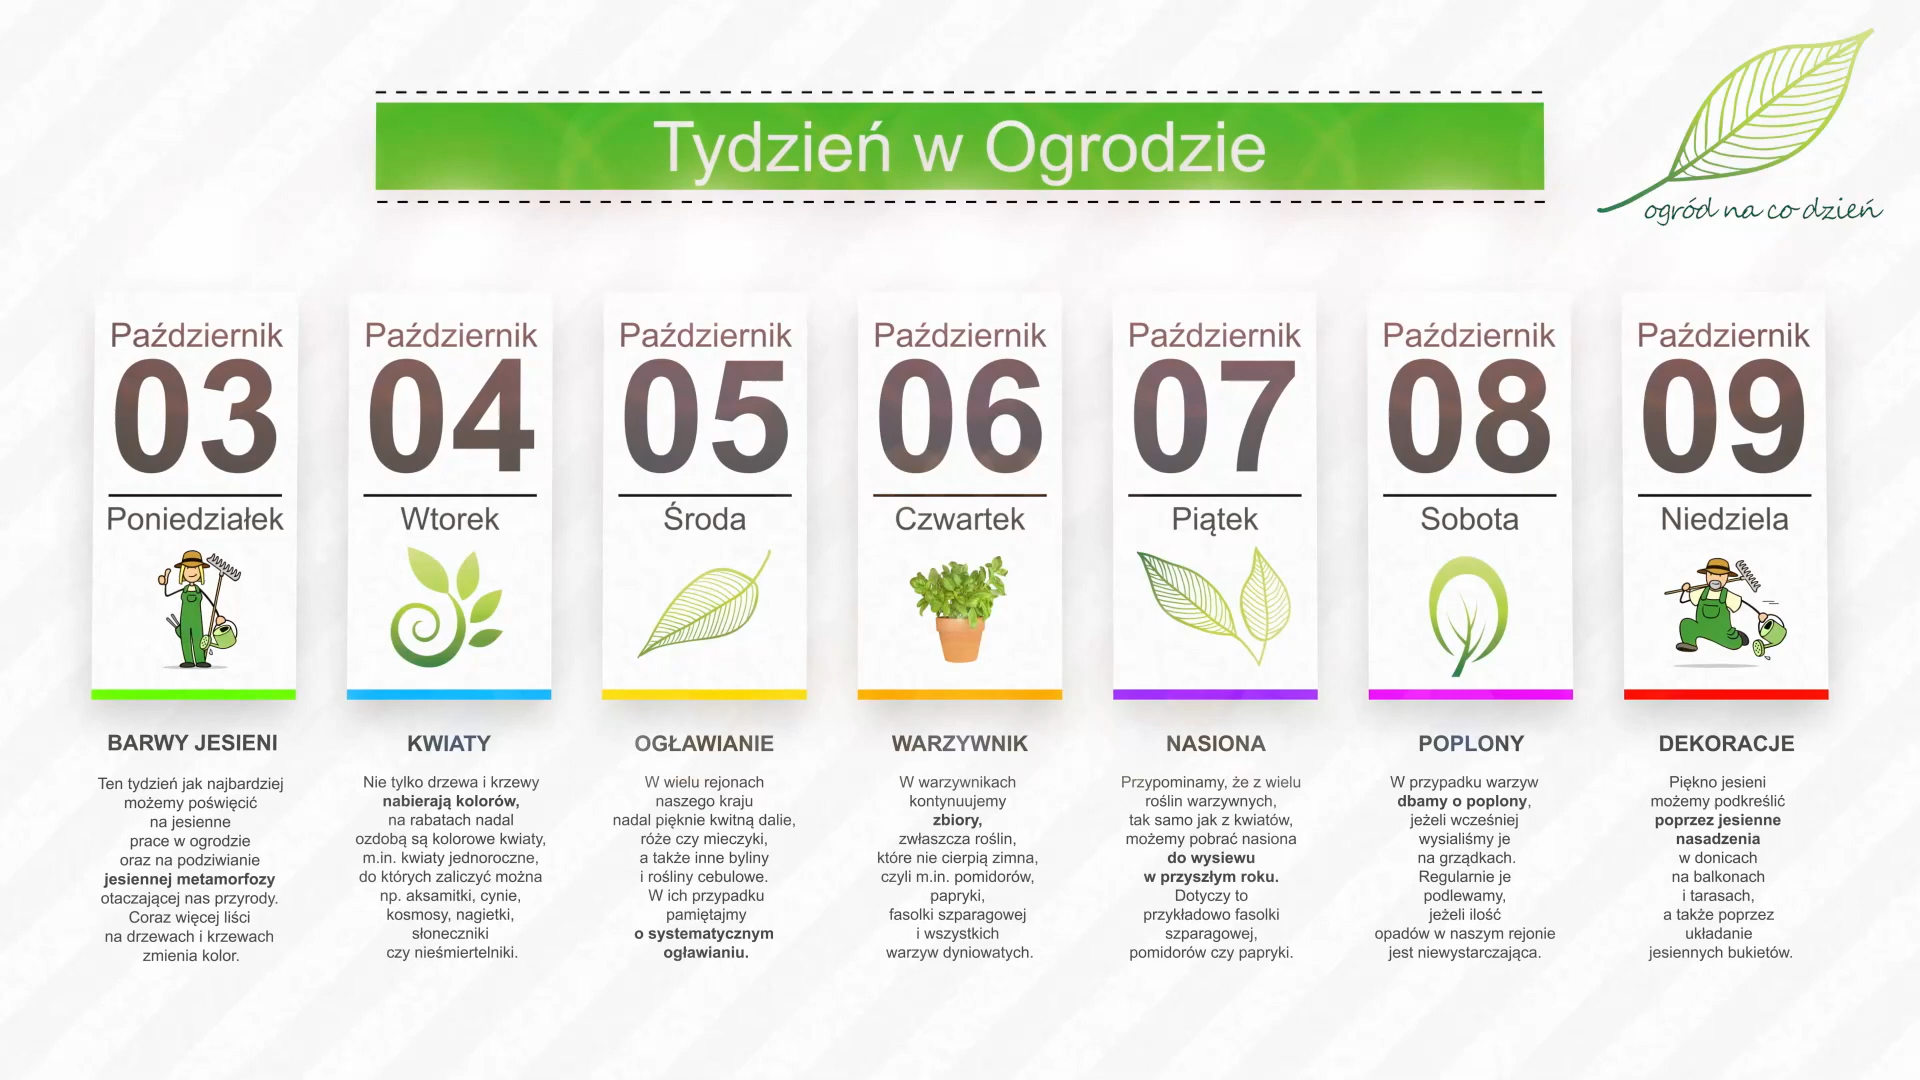 Tydzień w Ogrodzie
ogród na co dzień
Październik
03
Poniedziałek
BARWY JESIENI
Ten tydzień jak najbardziej
możemy poświęcić
na jesienne
prace w ogrodzie
oraz na podziwianie
jesiennej metamorfozy
otaczającej nas przyrody.
Coraz więcej liści
na drzewach i krzewach
zmienia kolor.
Październik
04
Wtorek
KWIATY
Nie tylko drzewa i krzewy
nabierają kolorów,
na rabatach nadal
ozdobą są kolorowe kwiaty,
m.in. kwiaty jednoroczne,
do których zaliczyć można
np. aksamitki, cynie,
kosmosy, nagietki,
słoneczniki
czy nieśmiertelniki.
Październik
05
Środa
OGŁAWIANIE
W wielu rejonach
naszego kraju
nadal pięknie kwitną dalie,
róże czy mieczyki,
a także inne byliny
i rośliny cebulowe.
W ich przypadku
pamiętajmy
o systematycznym
ogławianiu.
Październik
06
Czwartek
WARZYWNIK
W warzywnikach
kontynuujemy
zbiory,
zwłaszcza roślin,
które nie cierpią zimna,
czyli m.in. pomidorów,
papryki,
fasolki szparagowej
i wszystkich
warzyw dyniowatych.
Październik
07
Piątek
NASIONA
Przypominamy, że z wielu
roślin warzywnych,
tak samo jak z kwiatów,
możemy pobrać nasiona
do wysiewu
w przyszłym roku.
Dotyczy to
przykładowo fasolki
szparagowej,
pomidorów czy papryki.
Październik
08
Sobota
POPLONY
W przypadku warzyw
dbamy o poplony,
jeżeli wcześniej
wysialiśmy je
na grządkach.
Regularnie je
podlewamy,
jeżeli ilość
opadów w naszym rejonie
jest niewystarczająca.
Październik
09
Niedziela
DEKORACJE
Piękno jesieni
możemy podkreślić
poprzez jesienne
nasadzenia
w donicach
na balkonach
i tarasach,
a także poprzez
układanie
jesiennych bukietów.